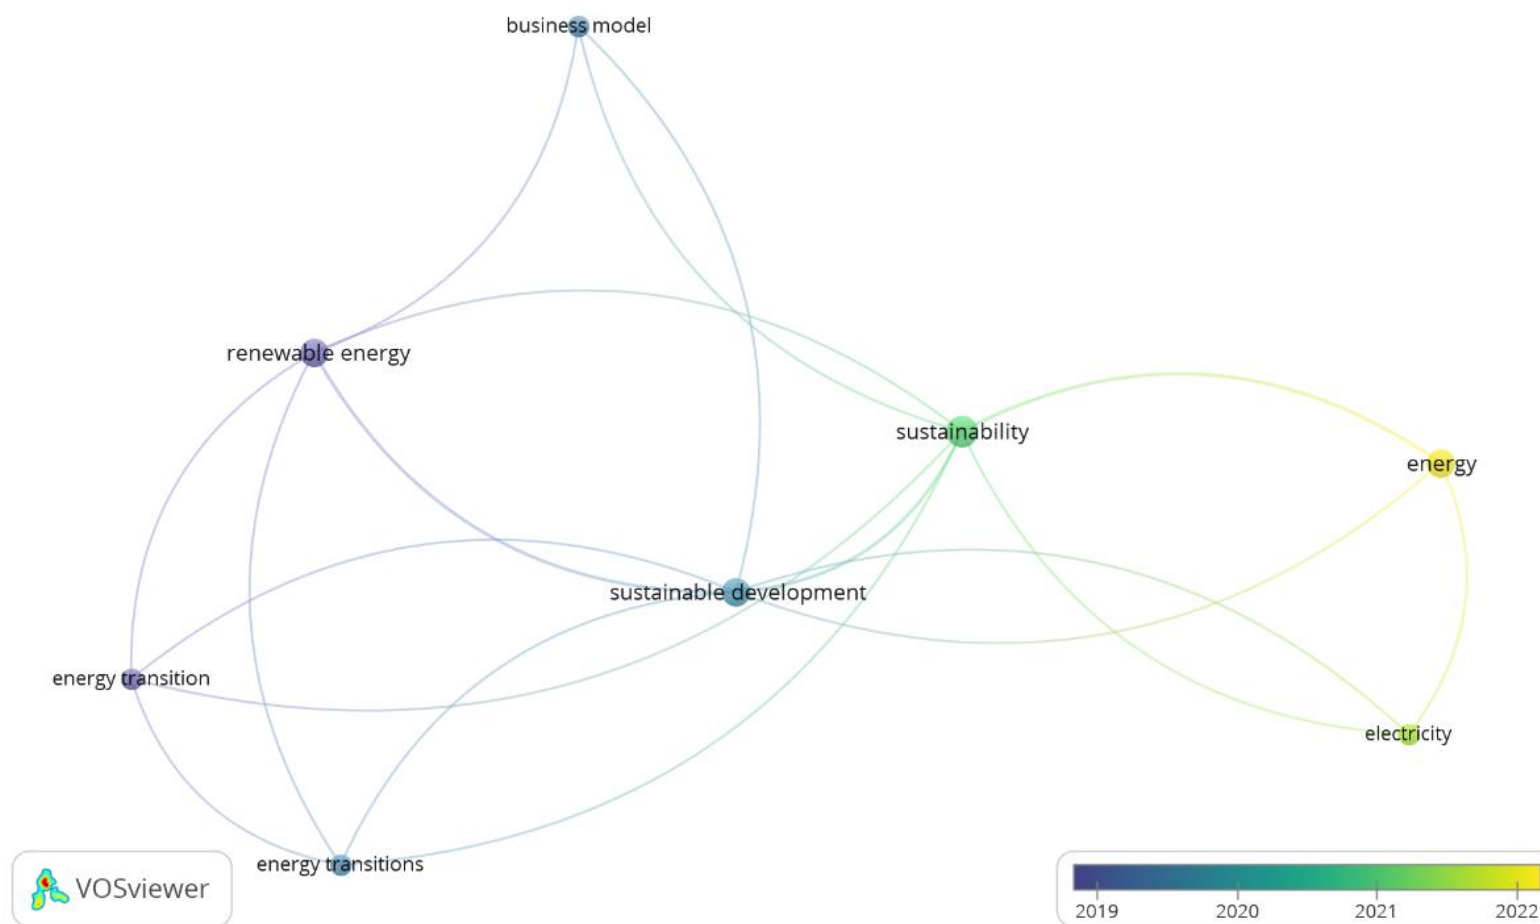 business model
renewable energy
sustainability
energy
sustainable development
energy transition
electricity
energy transitions
VOSviewer
2019 2020 2021 2022